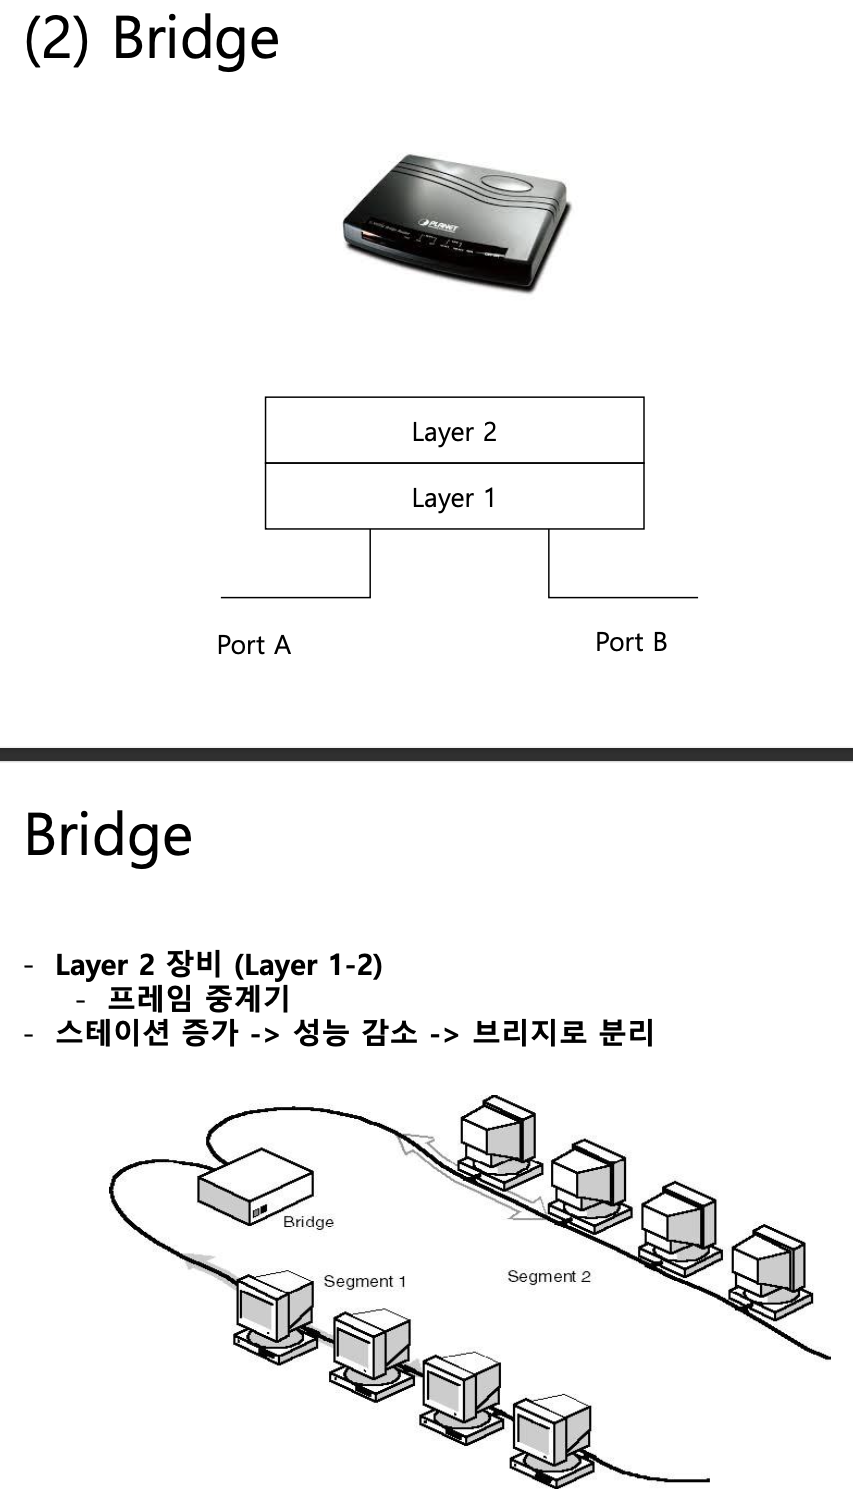 (2) Bridge
PLANET
Layer 2
Layer 1
Port A
Port B
Bridge
- Layer 2 장비 (Layer 1-2)
- 프레임 중계기
- 스테이션 증가 -> 성능 감소 -> 브리지로 분리
Bridge
Segment 1
Segment 2